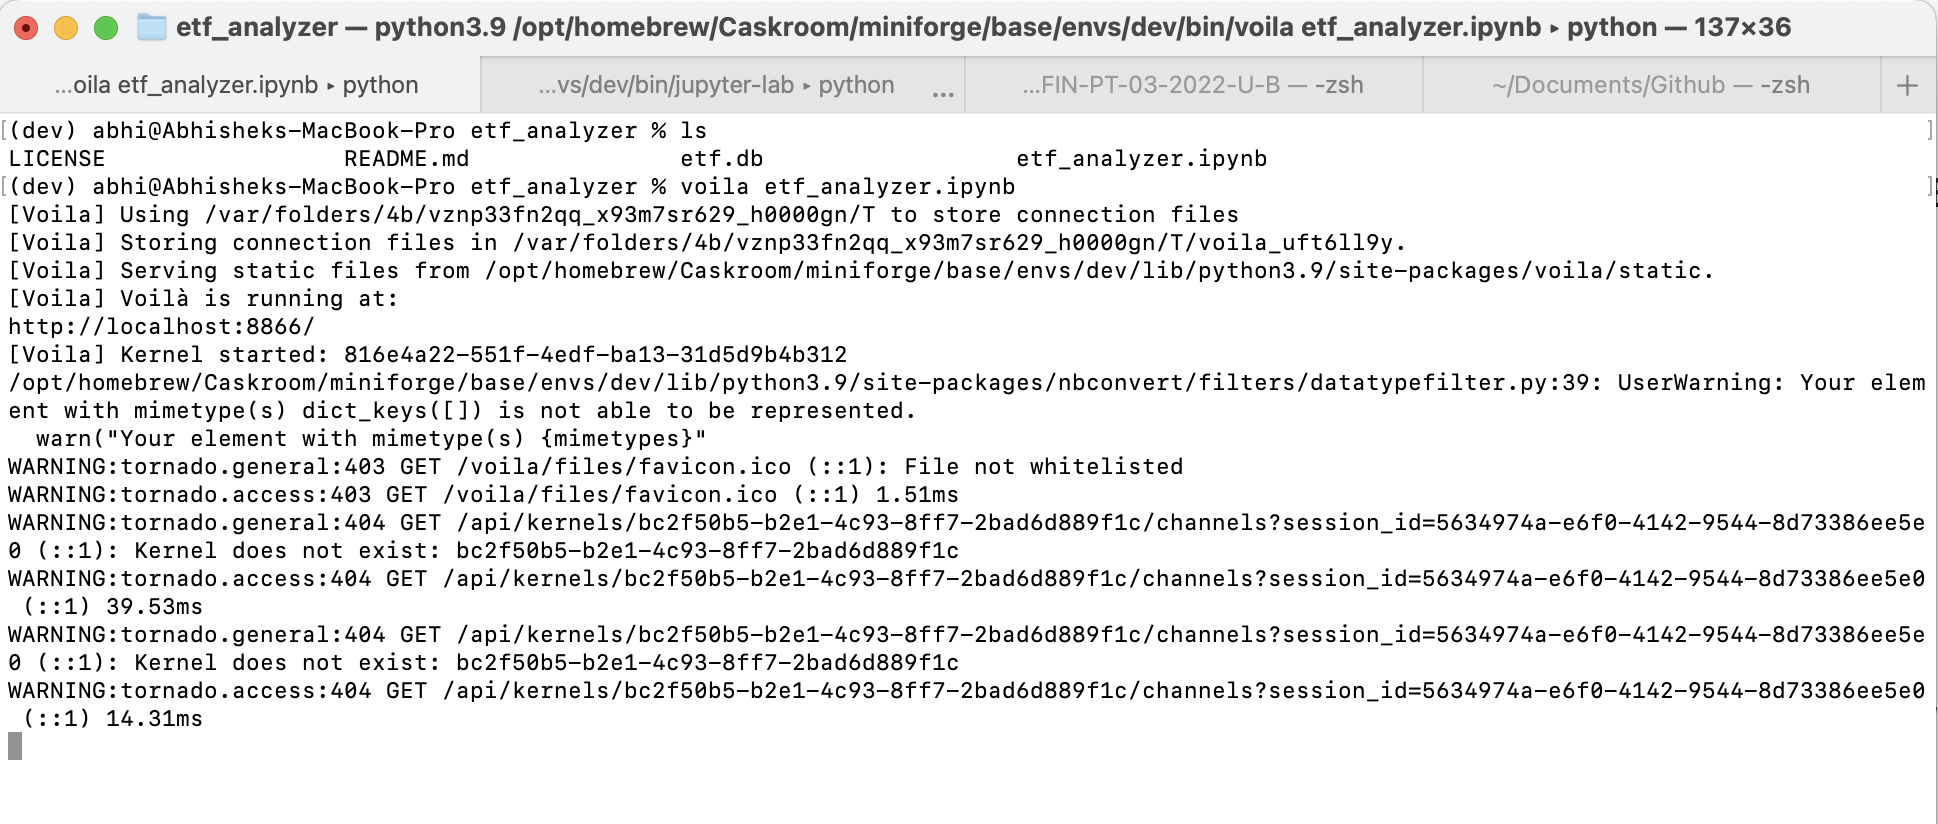 etf_analyzer — python3.9 /opt/homebrew/Caskroom/miniforge/base/envs/dev/bin/voila etf_analyzer.ipynb ▸ python — 137×36
...oila etf_analyzer.ipynb ▸ python ...vs/dev/bin/jupyter-lab ▸ python ... ...FIN-PT-03-2022-U-B — -zsh ~/Documents/Github — -zsh +
[(dev) abhi@Abhisheks-MacBook-Pro etf_analyzer % ls ]
LICENSE README.md etf.db etf_analyzer.ipynb
[(dev) abhi@Abhisheks-MacBook-Pro etf_analyzer % voila etf_analyzer.ipynb ]
[Voila] Using /var/folders/4b/vznp33fn2qq_x93m7sr629_h0000gn/T to store connection files
[Voila] Storing connection files in /var/folders/4b/vznp33fn2qq_x93m7sr629_h0000gn/T/voila_uft6ll9y.
[Voila] Serving static files from /opt/homebrew/Caskroom/miniforge/base/envs/dev/lib/python3.9/site-packages/voila/static.
[Voila] Voilà is running at:
http://localhost:8866/
[Voila] Kernel started: 816e4a22-551f-4edf-ba13-31d5d9b4b312
/opt/homebrew/Caskroom/miniforge/base/envs/dev/lib/python3.9/site-packages/nbconvert/filters/datatypefilter.py:39: UserWarning: Your elem
ent with mimetype(s) dict_keys([]) is not able to be represented.
  warn("Your element with mimetype(s) {mimetypes}"
WARNING:tornado.general:403 GET /voila/files/favicon.ico (::1): File not whitelisted
WARNING:tornado.access:403 GET /voila/files/favicon.ico (::1) 1.51ms
WARNING:tornado.general:404 GET /api/kernels/bc2f50b5-b2e1-4c93-8ff7-2bad6d889f1c/channels?session_id=5634974a-e6f0-4142-9544-8d73386ee5e
0 (::1): Kernel does not exist: bc2f50b5-b2e1-4c93-8ff7-2bad6d889f1c
WARNING:tornado.access:404 GET /api/kernels/bc2f50b5-b2e1-4c93-8ff7-2bad6d889f1c/channels?session_id=5634974a-e6f0-4142-9544-8d73386ee5e0
 (::1) 39.53ms
WARNING:tornado.general:404 GET /api/kernels/bc2f50b5-b2e1-4c93-8ff7-2bad6d889f1c/channels?session_id=5634974a-e6f0-4142-9544-8d73386ee5e
0 (::1): Kernel does not exist: bc2f50b5-b2e1-4c93-8ff7-2bad6d889f1c
WARNING:tornado.access:404 GET /api/kernels/bc2f50b5-b2e1-4c93-8ff7-2bad6d889f1c/channels?session_id=5634974a-e6f0-4142-9544-8d73386ee5e0
 (::1) 14.31ms